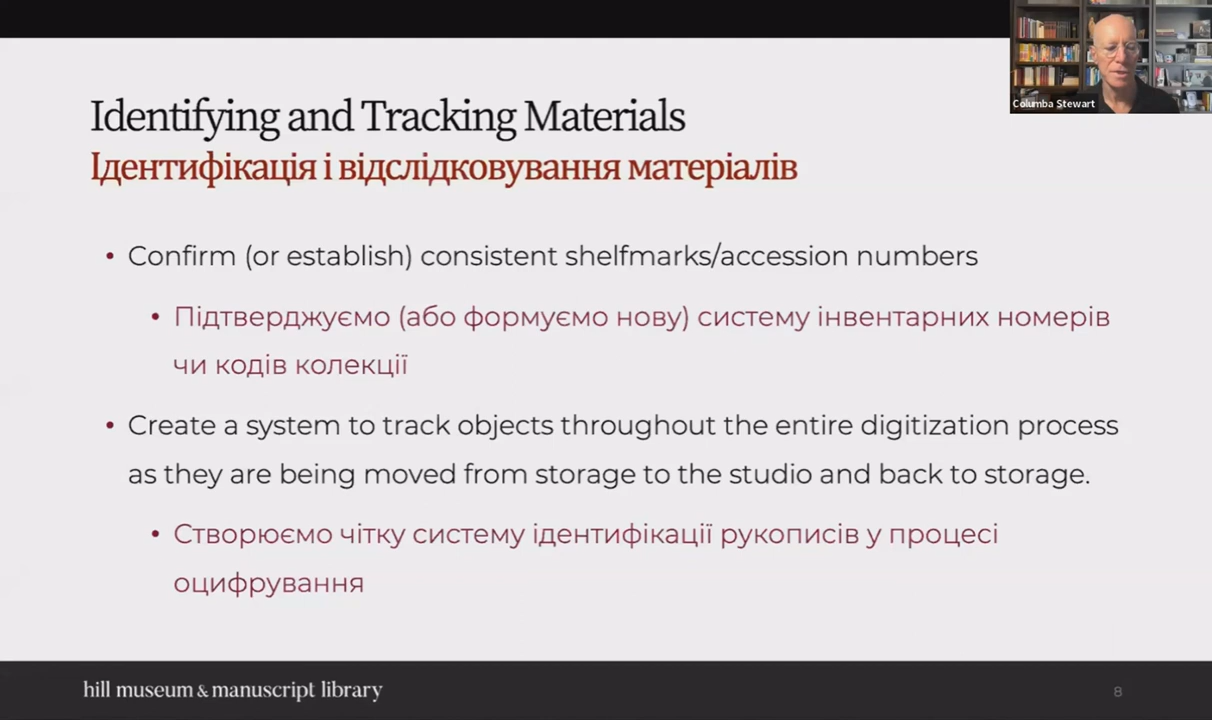 Columba Stewart
Identifying and Tracking Materials
Ідентифікація і відслідковування матеріалів
• Confirm (or establish) consistent shelfmarks/accession numbers
• Підтверджуємо (або формуємо нову) систему інвентарних номерів
чи кодів колекції
• Create a system to track objects throughout the entire digitization process
as they are being moved from storage to the studio and back to storage.
• Створюємо чітку систему ідентифікації рукописів у процесі
оцифрування
hill museum & manuscript library
8